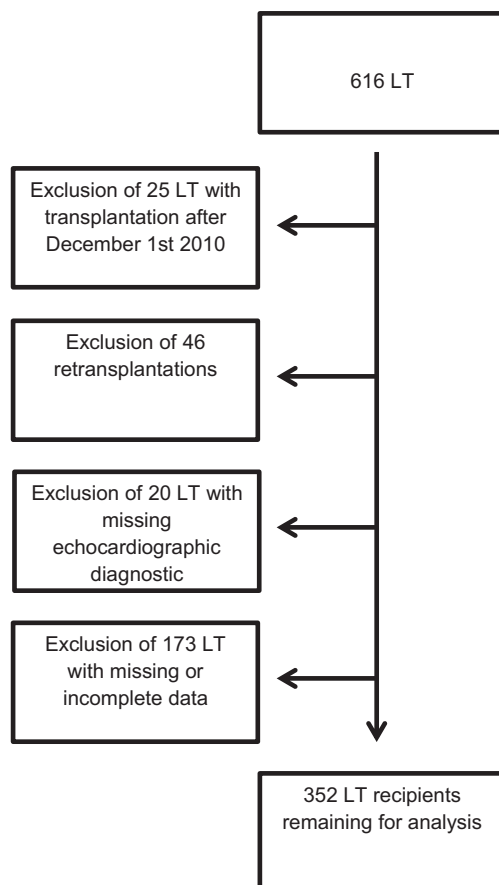 616 LT
Exclusion of 25 LT with
transplantation after
December 1st 2010
Exclusion of 46
retransplantations
Exclusion of 20 LT with
missing
echocardiographic
diagnostic
Exclusion of 173 LT
with missing or
incomplete data
352 LT recipients
remaining for analysis